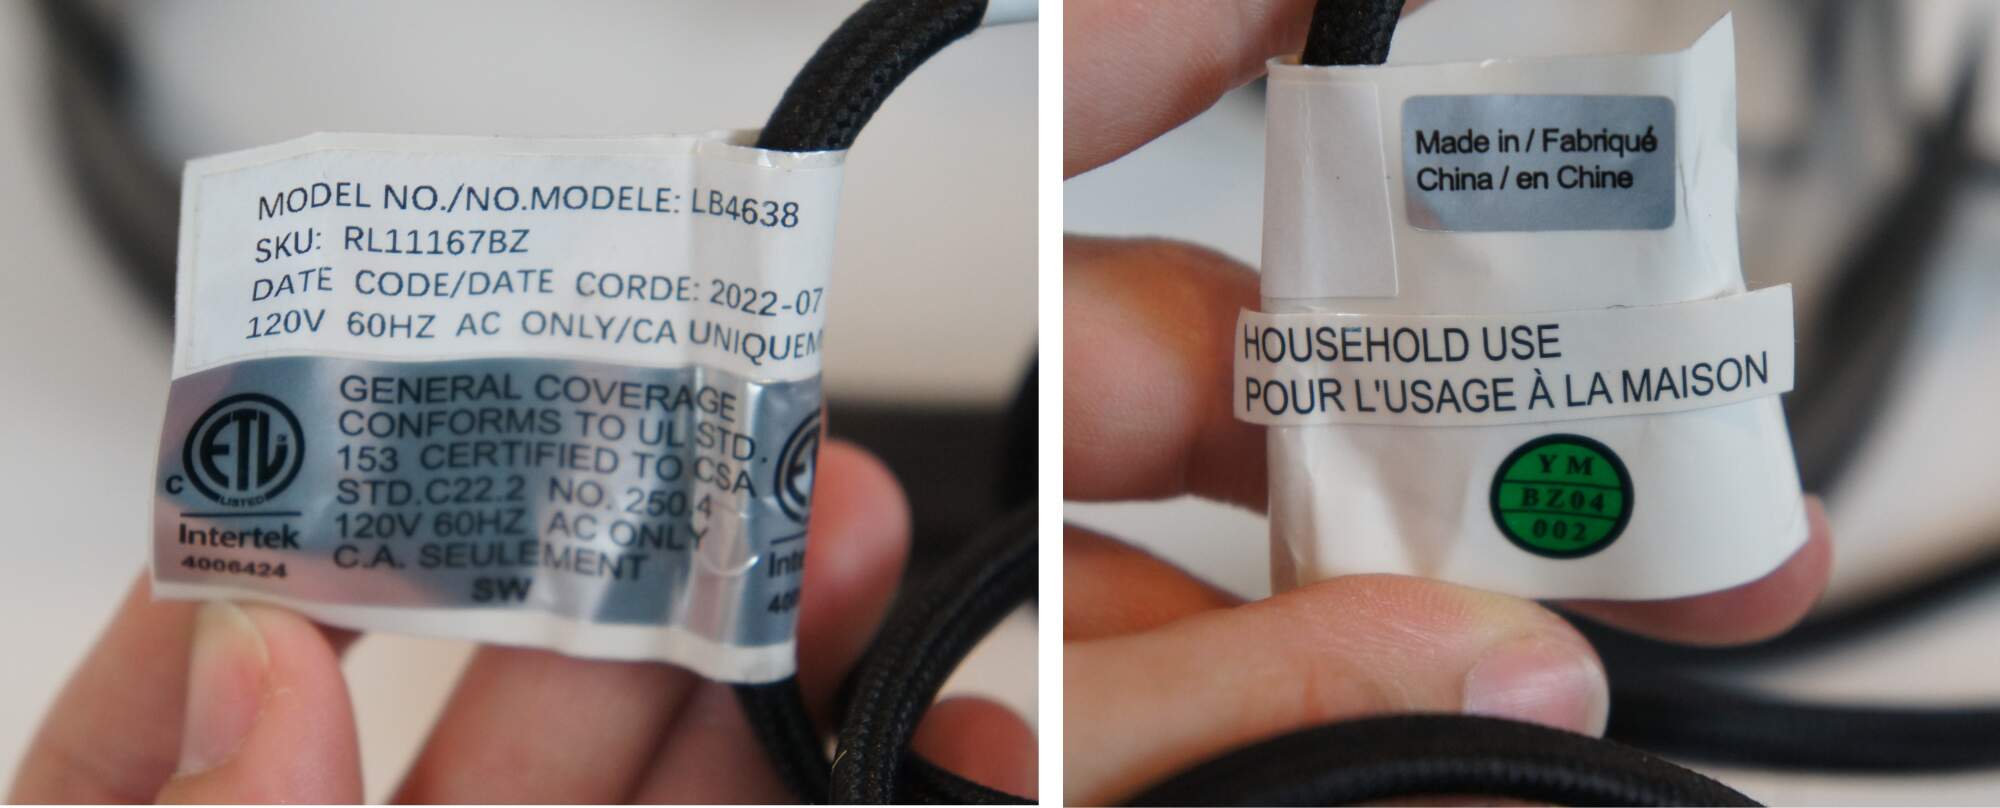 MODEL NO./NO.MODELE: LB4638
SKU: RL11167BZ
DATE CODE/DATE CORDE: 2022-07
120V 60HZ AC ONLY/CA UNIQUEM
GENERAL COVERAGE
CONFORMS TO UL STD.
153 CERTIFIED TO CSA
STD.C22.2 NO. 250.4
120V 60HZ AC ONLY
C.A. SEULEMENT
SW
C ETL
LISTED
Intertek
4006424
Made in / Fabriqué
China / en Chine
HOUSEHOLD USE
POUR L'USAGE À LA MAISON
YM
BZ04
002